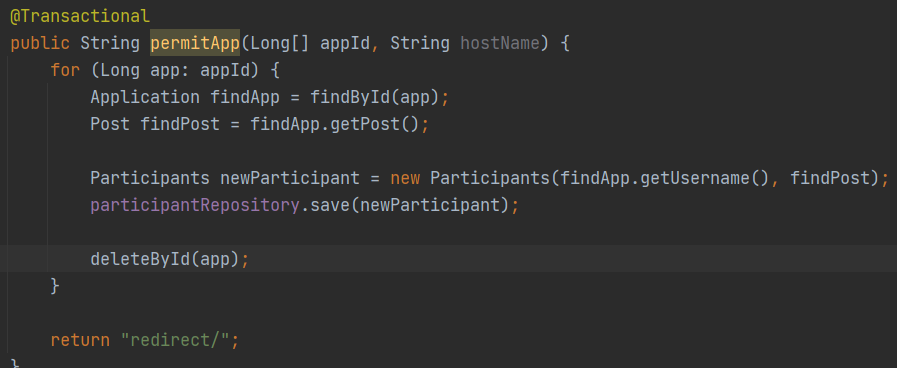 @Transactional
public String permitApp(Long[] appId, String hostName) {
for (Long app: appId) {
Application findApp = findById(app);
Post findPost = findApp.getPost();
Participants newParticipant = new Participants(findApp.getUsername(), findPost);
participantRepository.save(newParticipant);
deleteById(app);
}
return "redirect/";
}